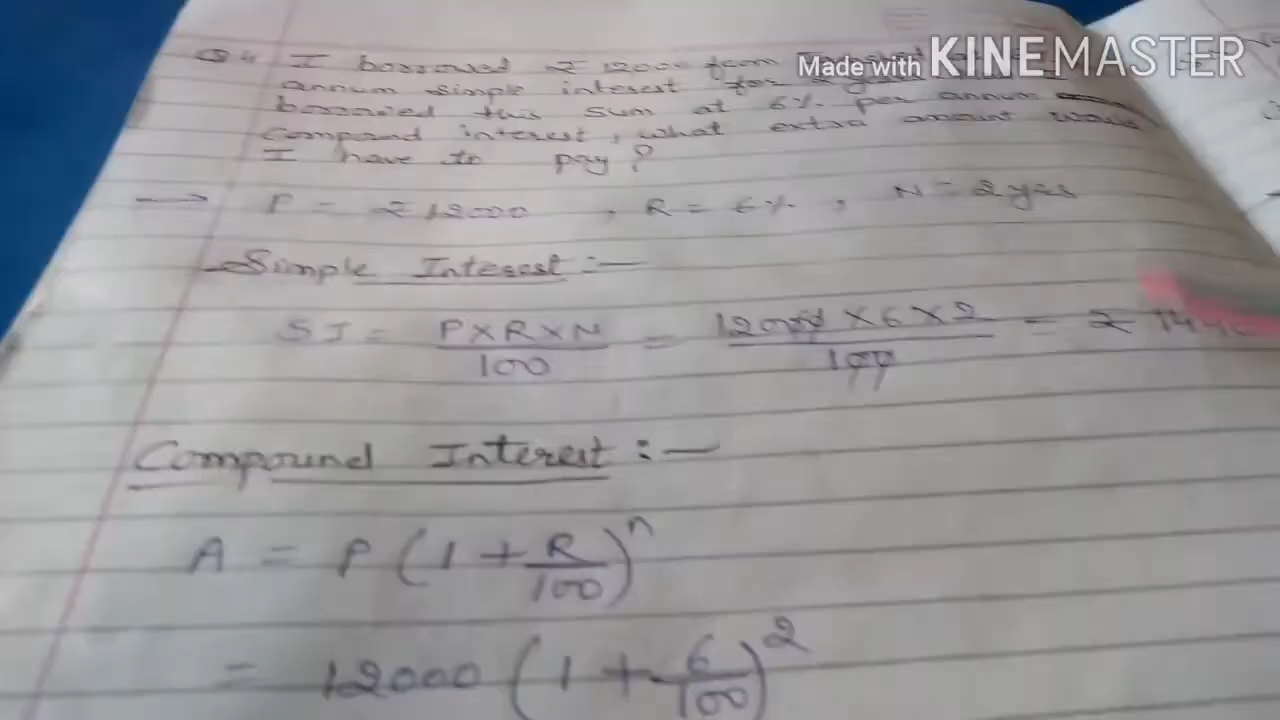 Made with KINEMASTER
Q4 I borrowed ₹ 12000 from
annum simple interest for
borrowed this sum at 6% per annum
compound interest, what extra amount would
I have to pay?
→ P = ₹ 12000 , R = 6% , N = 2 yrs
Simple Interest :—
SI = P×R×N/100 = 12000 × 6 × 2/100 = ₹ 1440
Compound Interest :—
A = P (1 + R/100)^n
= 12000 (1 + 6/100)^2